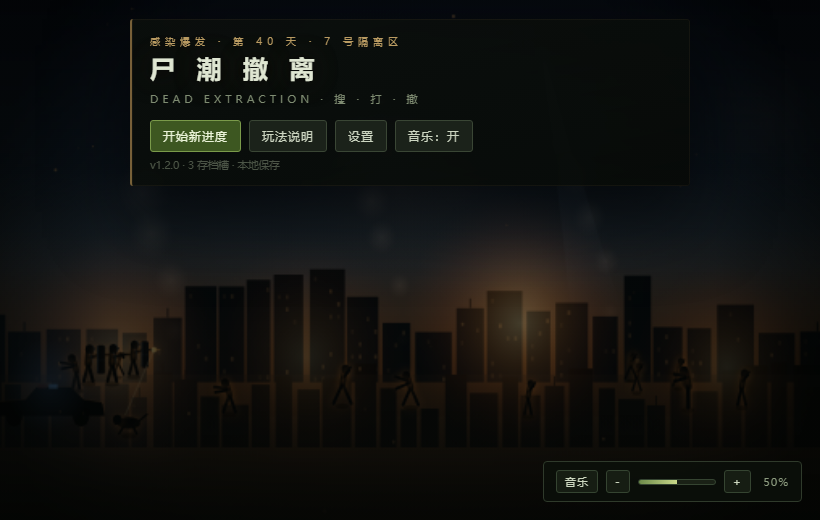 感染爆发 · 第 40 天 · 7 号隔离区
尸潮撤离
DEAD EXTRACTION · 搜 · 打 · 撤
开始新进度 玩法说明 设置 音乐：开
v1.2.0 · 3 存档槽 · 本地保存
音乐 - + 50%